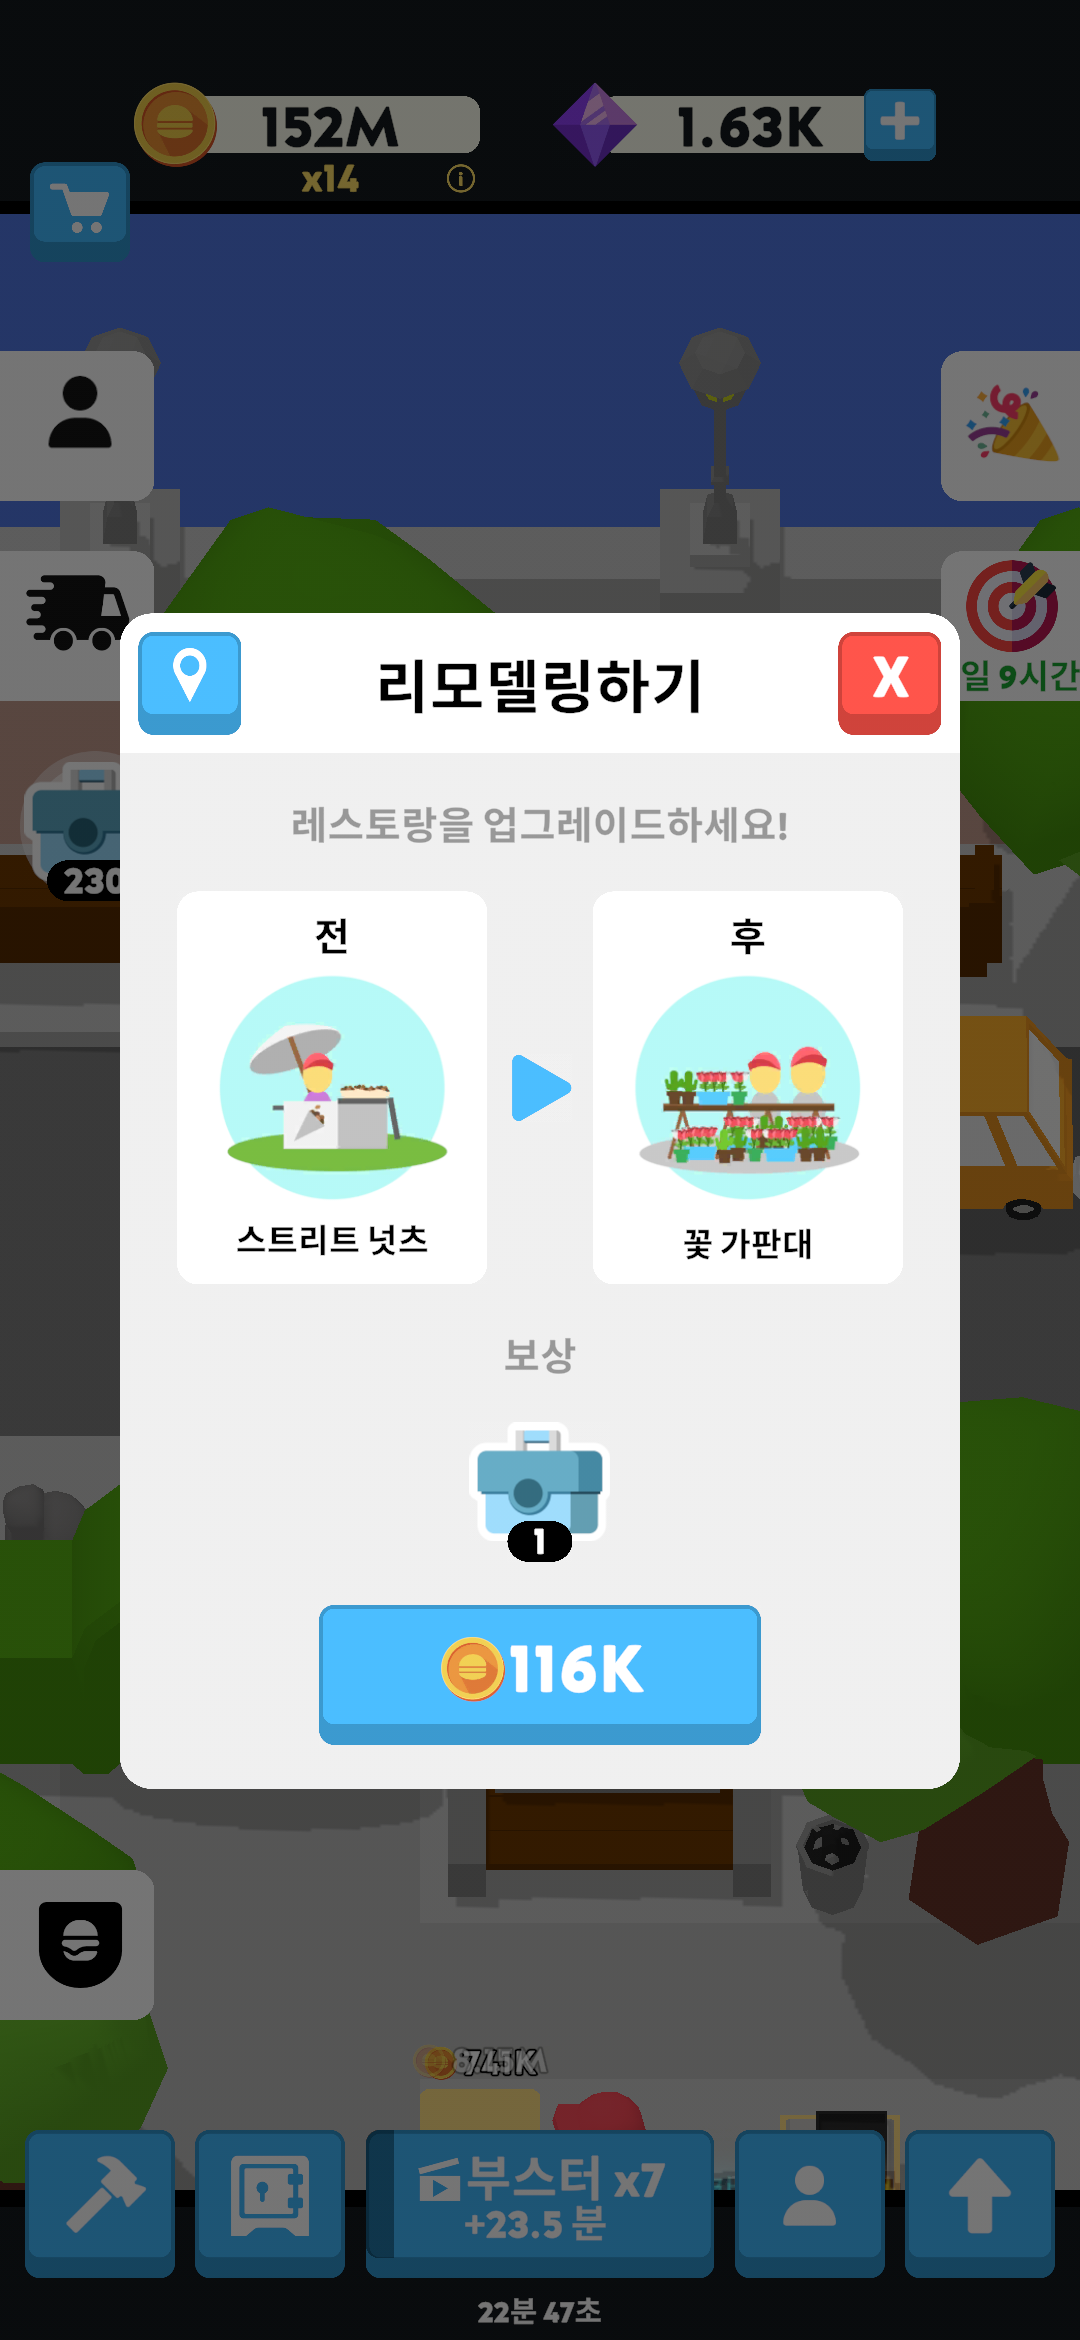 152M
1.63K
x14
일 9시간
리모델링하기
X
레스토랑을 업그레이드하세요!
230
전
후
스트리트 넛츠
꽃 가판대
보상
1
116K
부스터 x7
+23.5 분
22분 47초